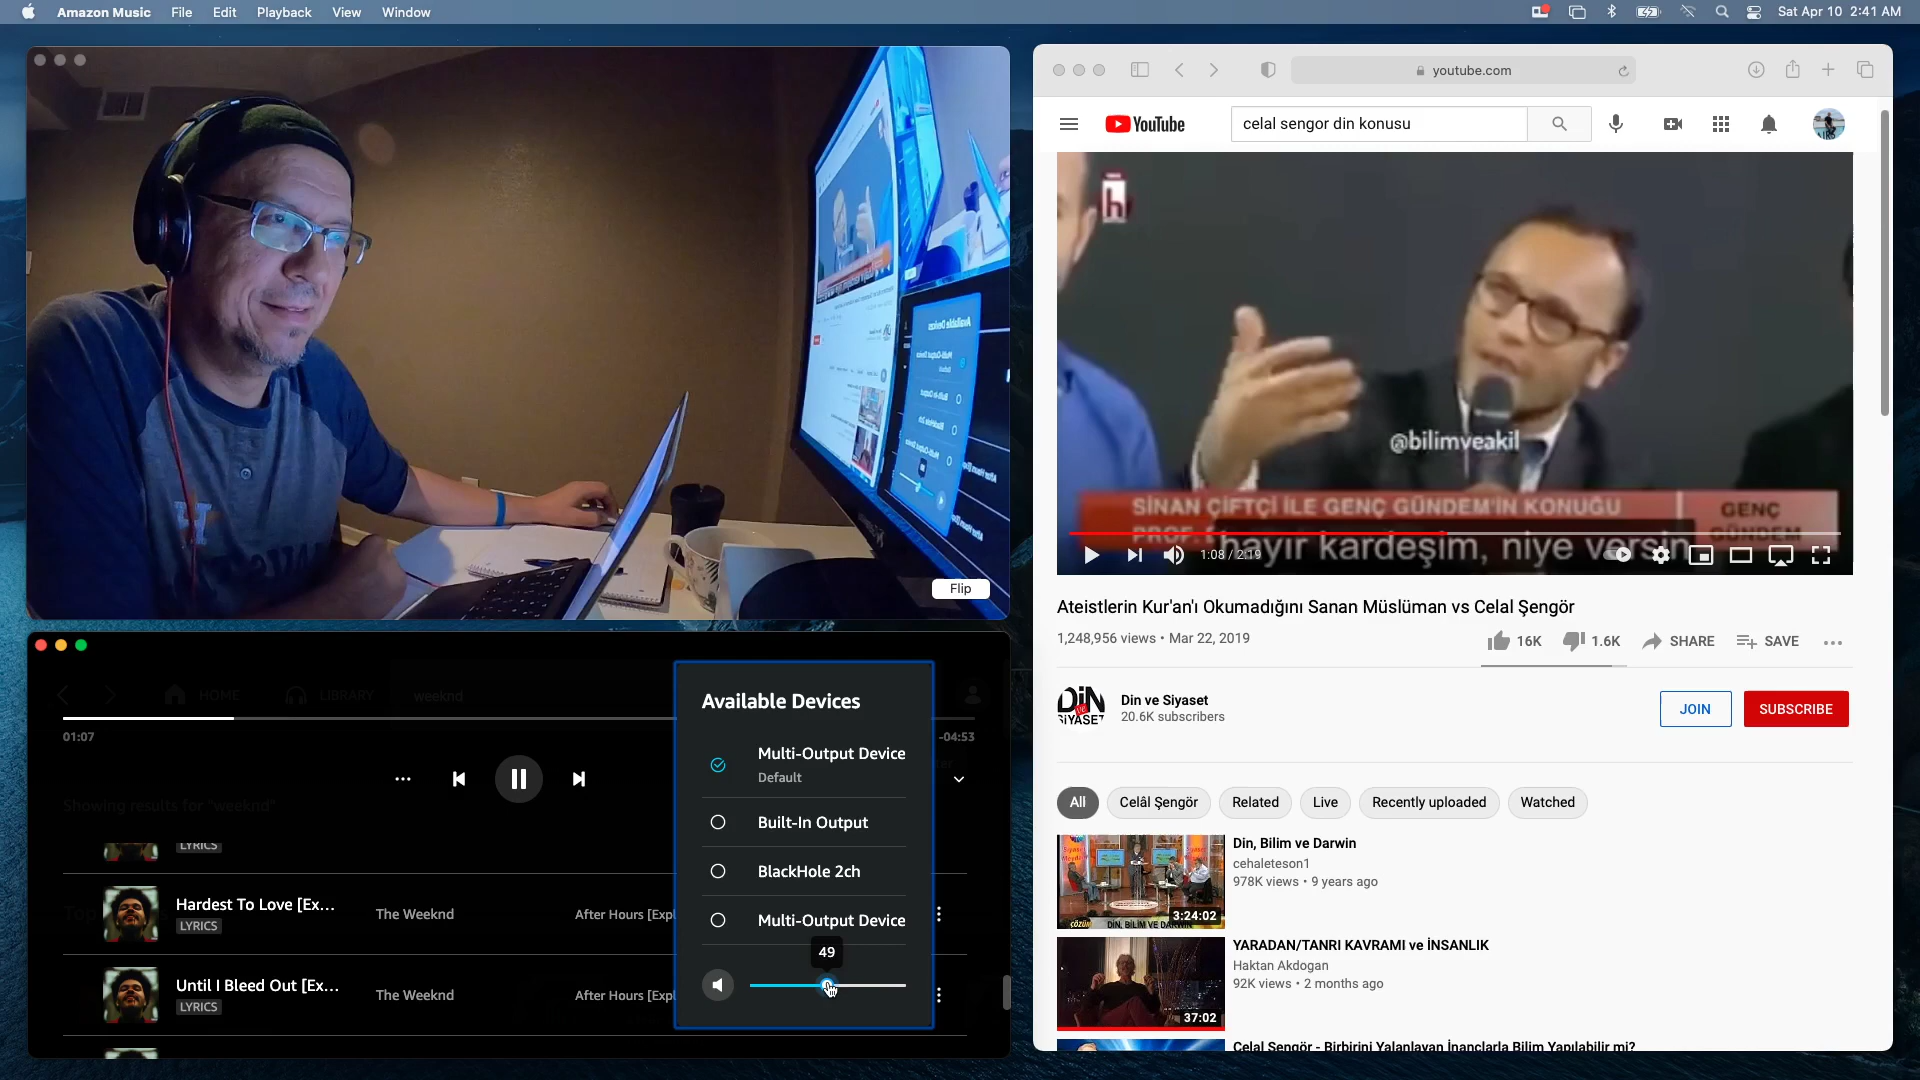 Amazon Music File Edit Playback View Window
Sat Apr 10 2:41 AM
Flip
youtube.com
YouTube
celal sengor din konusu
h
@bilimveakil
SİNAN ÇİFTÇİ İLE GENÇ GÜNDEM'İN KONUĞU
GENÇ
GÜNDEM
hayır kardeşim, niye versin
1:08 / 2:19
Ateistlerin Kur'an'ı Okumadığını Sanan Müslüman vs Celal Şengör
1,248,956 views • Mar 22, 2019
16K 1.6K SHARE SAVE
DiN ve SİYASET
Din ve Siyaset
20.6K subscribers
JOIN
SUBSCRIBE
All Celâl Şengör Related Live Recently uploaded Watched
3:24:02
Din, Bilim ve Darwin
cehaleteson1
978K views • 9 years ago
37:02
YARADAN/TANRI KAVRAMI ve İNSANLIK
Haktan Akdogan
92K views • 2 months ago
Celal Şengör - Birbirini Yalanlayan İnançlarla Bilim Yapılabilir mi?
HOME LIBRARY weeknd
01:07
-04:53
Showing results for "weeknd"
LYRICS
Hardest To Love [Ex...
LYRICS
The Weeknd
After Hours [Expl
Until I Bleed Out [Ex...
LYRICS
The Weeknd
After Hours [Expl
Available Devices
Multi-Output Device
Default
Built-In Output
BlackHole 2ch
Multi-Output Device
49